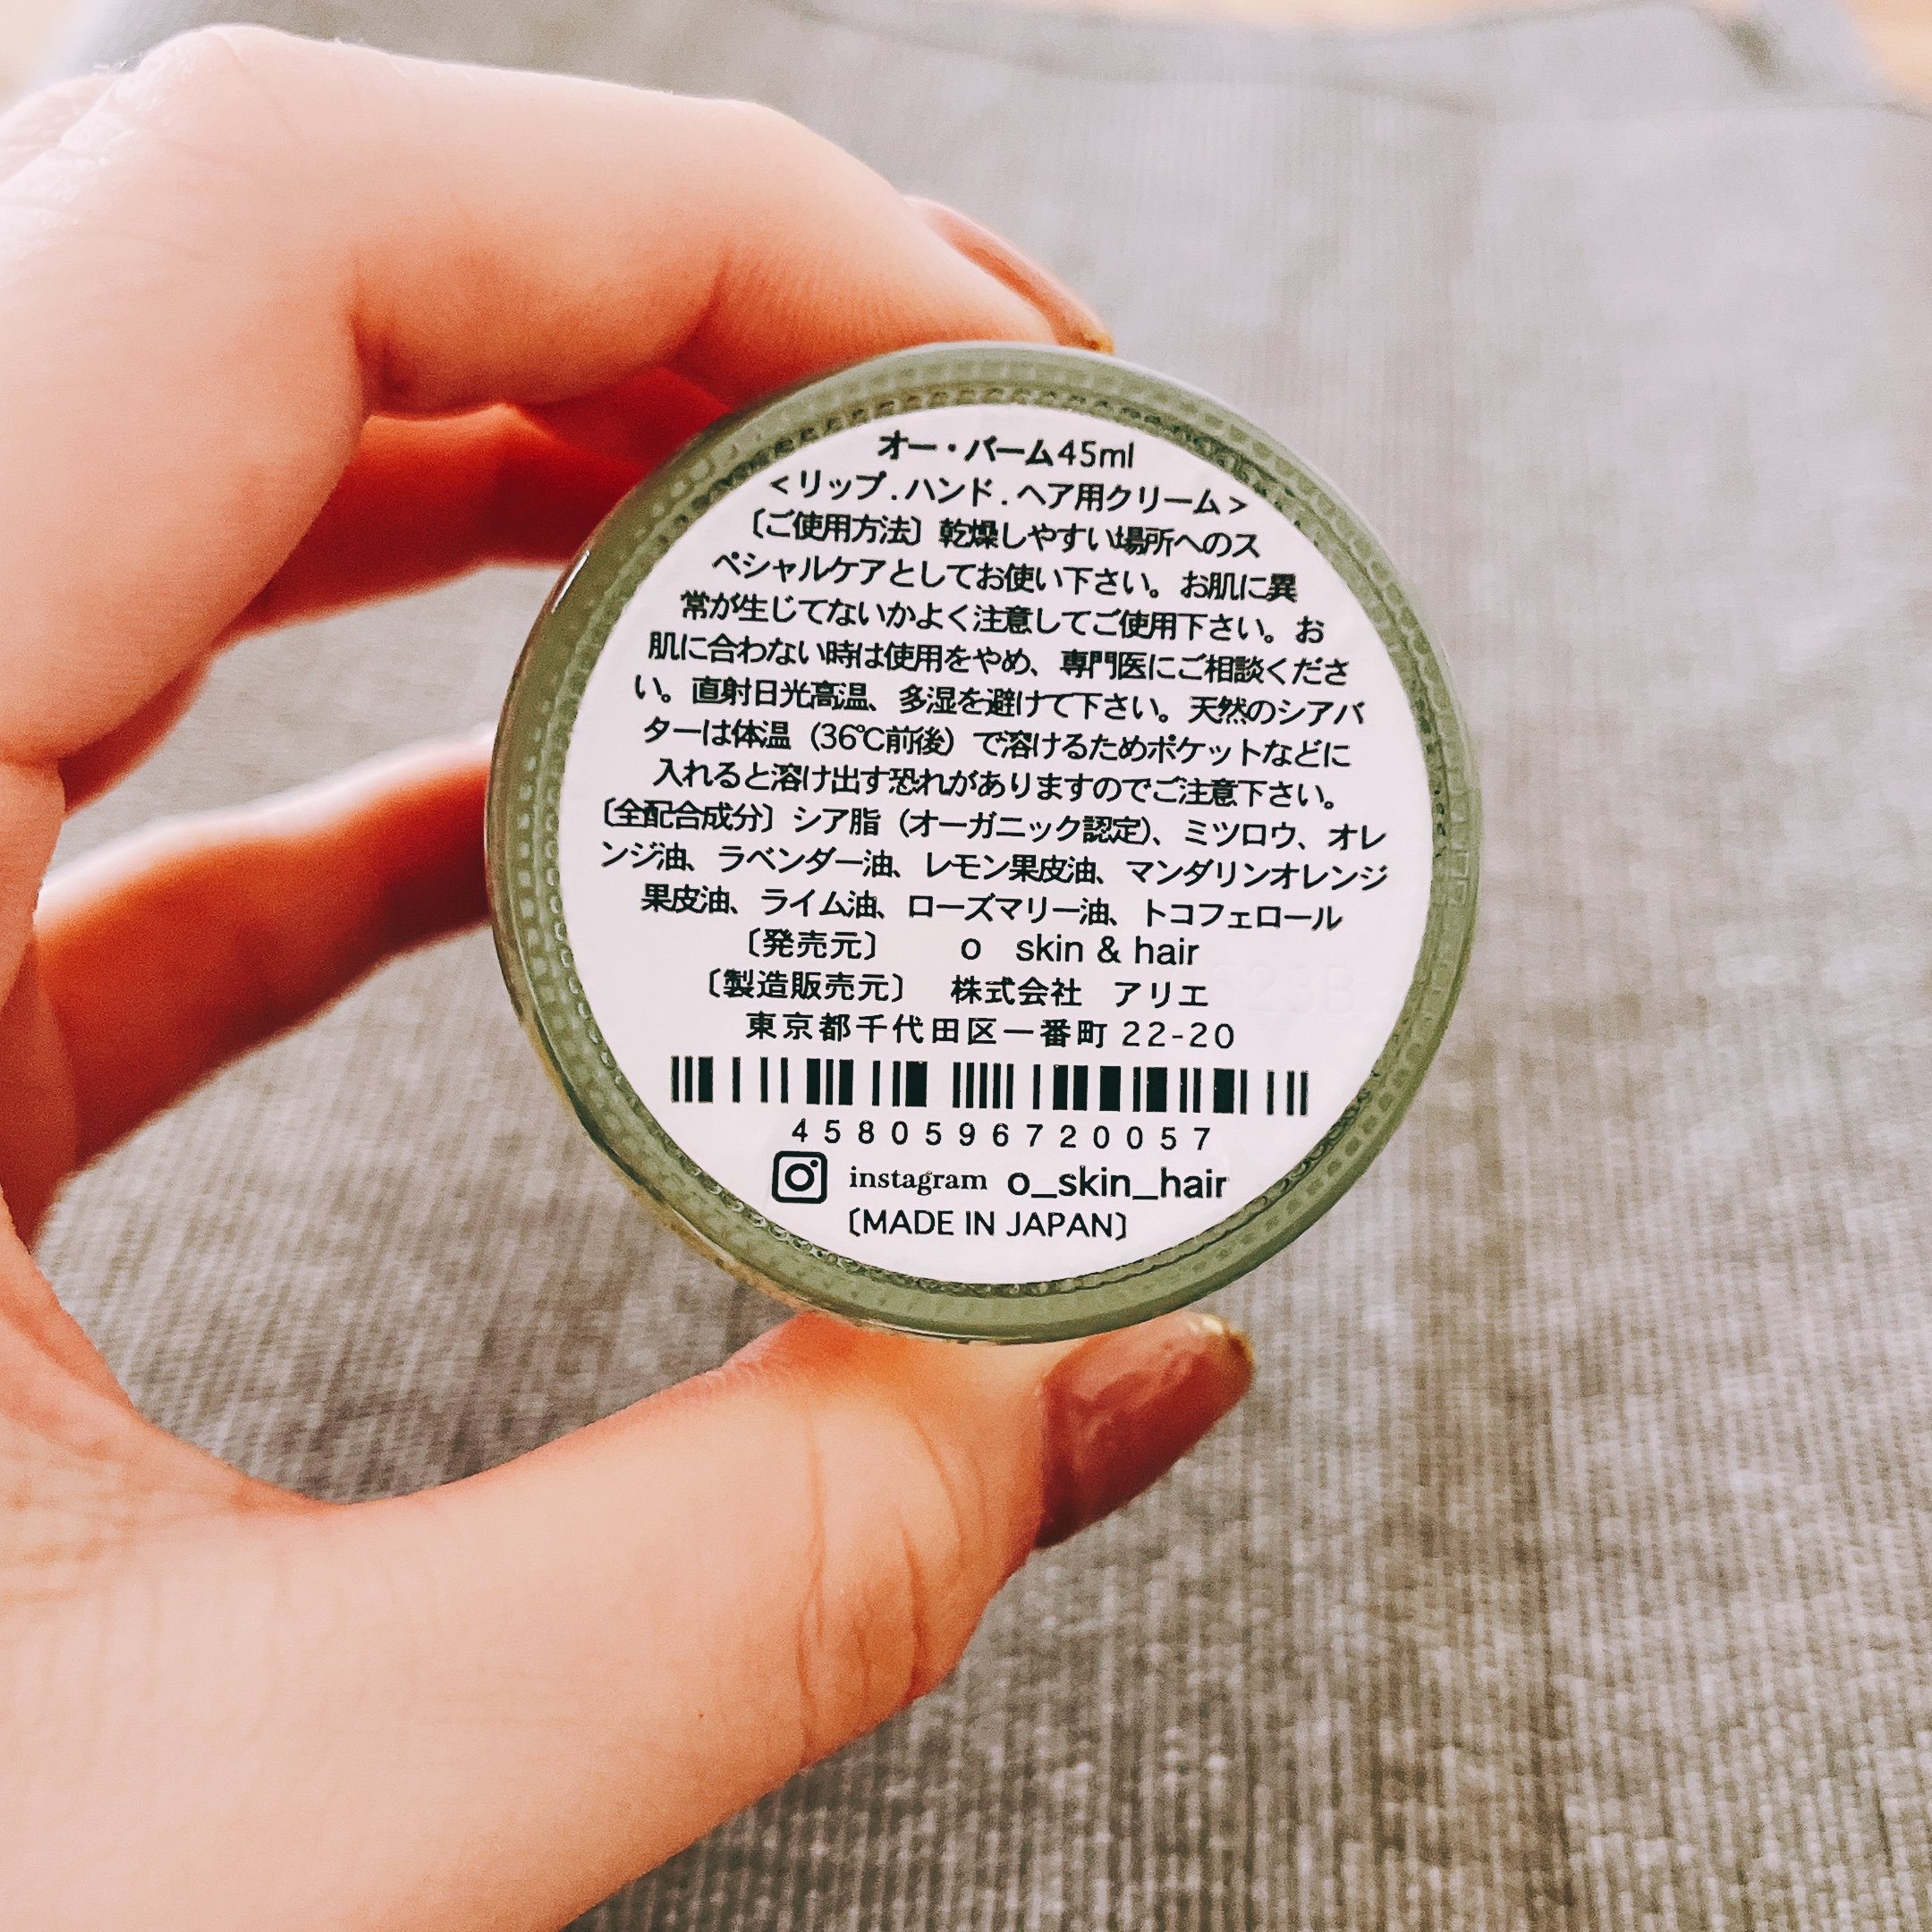 オー・バーム45ml
<リップ.ハンド.ヘア用クリーム>
〔ご使用方法〕乾燥しやすい場所へのス
ペシャルケアとしてお使い下さい。お肌に異
常が生じてないかよく注意してご使用下さい。お
肌に合わない時は使用をやめ、専門医にご相談くださ
い。直射日光高温、多湿を避けて下さい。天然のシアバ
ターは体温（36℃前後）で溶けるためポケットなどに
入れると溶け出す恐れがありますのでご注意下さい。
〔全配合成分〕シア脂（オーガニック認定）、ミツロウ、オレ
ンジ油、ラベンダー油、レモン果皮油、マンダリンオレンジ
果皮油、ライム油、ローズマリー油、トコフェロール
〔発売元〕 o skin & hair
〔製造販売元〕 株式会社 アリエ
東京都千代田区一番町 22-20
4580596720057
instagram o_skin_hair
〔MADE IN JAPAN〕